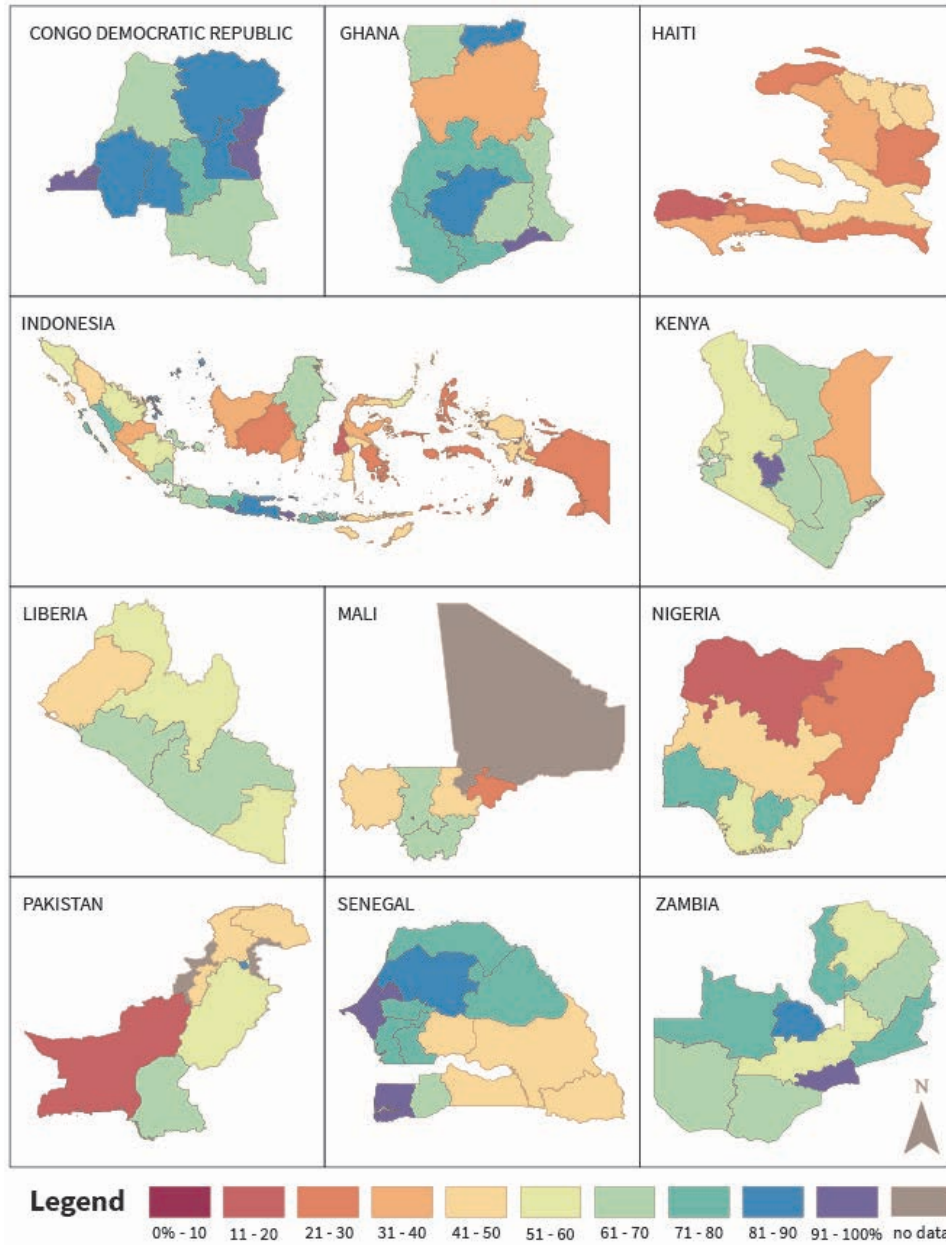 CONGO DEMOCRATIC REPUBLIC
GHANA
HAITI
INDONESIA
KENYA
LIBERIA
MALI
NIGERIA
PAKISTAN
SENEGAL
ZAMBIA
N
Legend
0% - 10
11 - 20
21 - 30
31 - 40
41 - 50
51 - 60
61 - 70
71 - 80
81 - 90
91 - 100%
no data